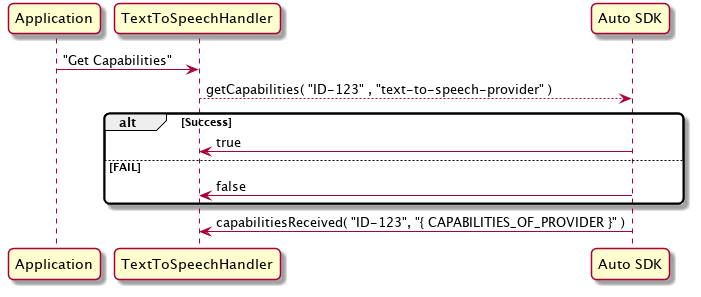 Application
TextToSpeechHandler
Auto SDK
"Get Capabilities"
getCapabilities( "ID-123" , "text-to-speech-provider" )
alt
[Success]
true
[FAIL]
false
capabilitiesReceived( "ID-123", "{ CAPABILITIES_OF_PROVIDER }" )
Application
TextToSpeechHandler
Auto SDK